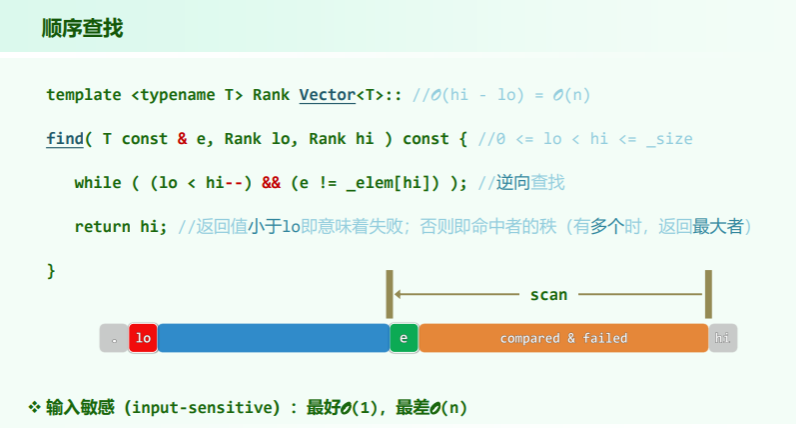 顺序查找
template <typename T> Rank Vector<T>:: //O(hi - lo) = O(n)
find( T const & e, Rank lo, Rank hi ) const { //0 <= lo < hi <= _size
while ( (lo < hi--) && (e != _elem[hi]) ); //逆向查找
return hi; //返回值小于lo即意味着失败；否则即命中者的秩（有多个时，返回最大者）
}
scan
. lo e compared & failed hi
❖ 输入敏感（input-sensitive）：最好O(1)，最差O(n)